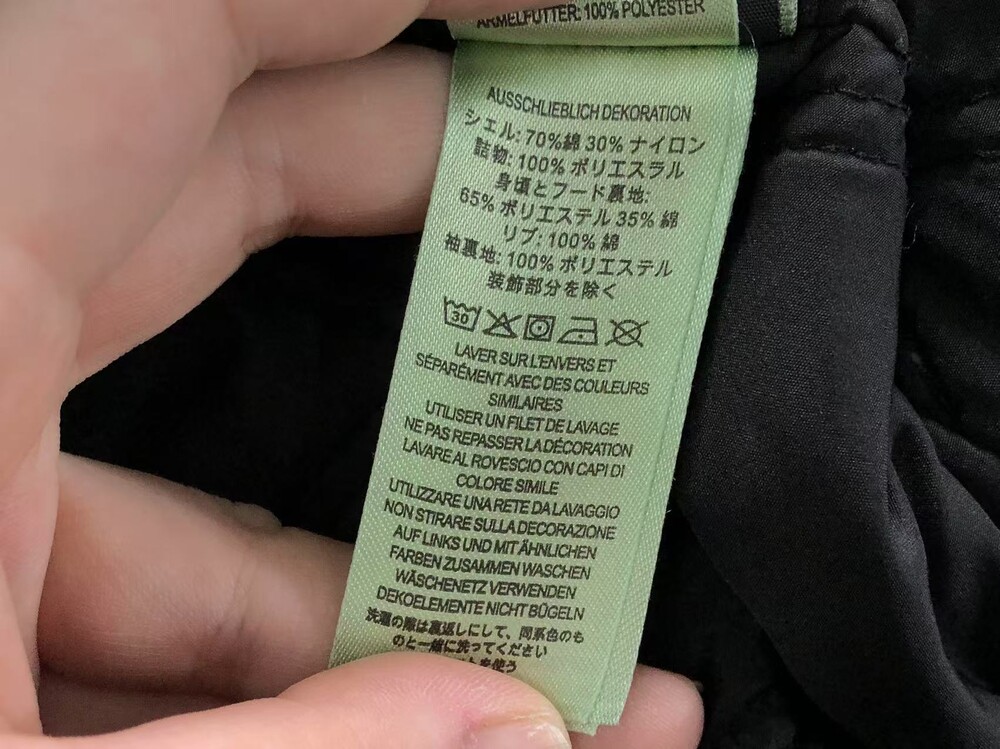 ÄRMELFUTTER: 100% POLYESTER
AUSSCHLIEBLICH DEKORATION
シェル: 70%綿 30% ナイロン
詰物: 100% ポリエスラル
身頃とフード裏地:
65% ポリエステル 35% 綿
リブ: 100% 綿
袖裏地: 100% ポリエステル
装飾部分を除く
30
LAVER SUR L'ENVERS ET
SÉPARÉMENT AVEC DES COULEURS
SIMILAIRES
UTILISER UN FILET DE LAVAGE
NE PAS REPASSER LA DÉCORATION
LAVARE AL ROVESCIO CON CAPI DI
COLORE SIMILE
UTILIZZARE UNA RETE DA LAVAGGIO
NON STIRARE SULLA DECORAZIONE
AUF LINKS UND MIT ÄHNLICHEN
FARBEN ZUSAMMEN WASCHEN
WÄSCHENETZ VERWENDEN
DEKOELEMENTE NICHT BÜGELN
洗濯の際は裏返しにして、同系色のも
のと一緒に洗ってください
トを使う